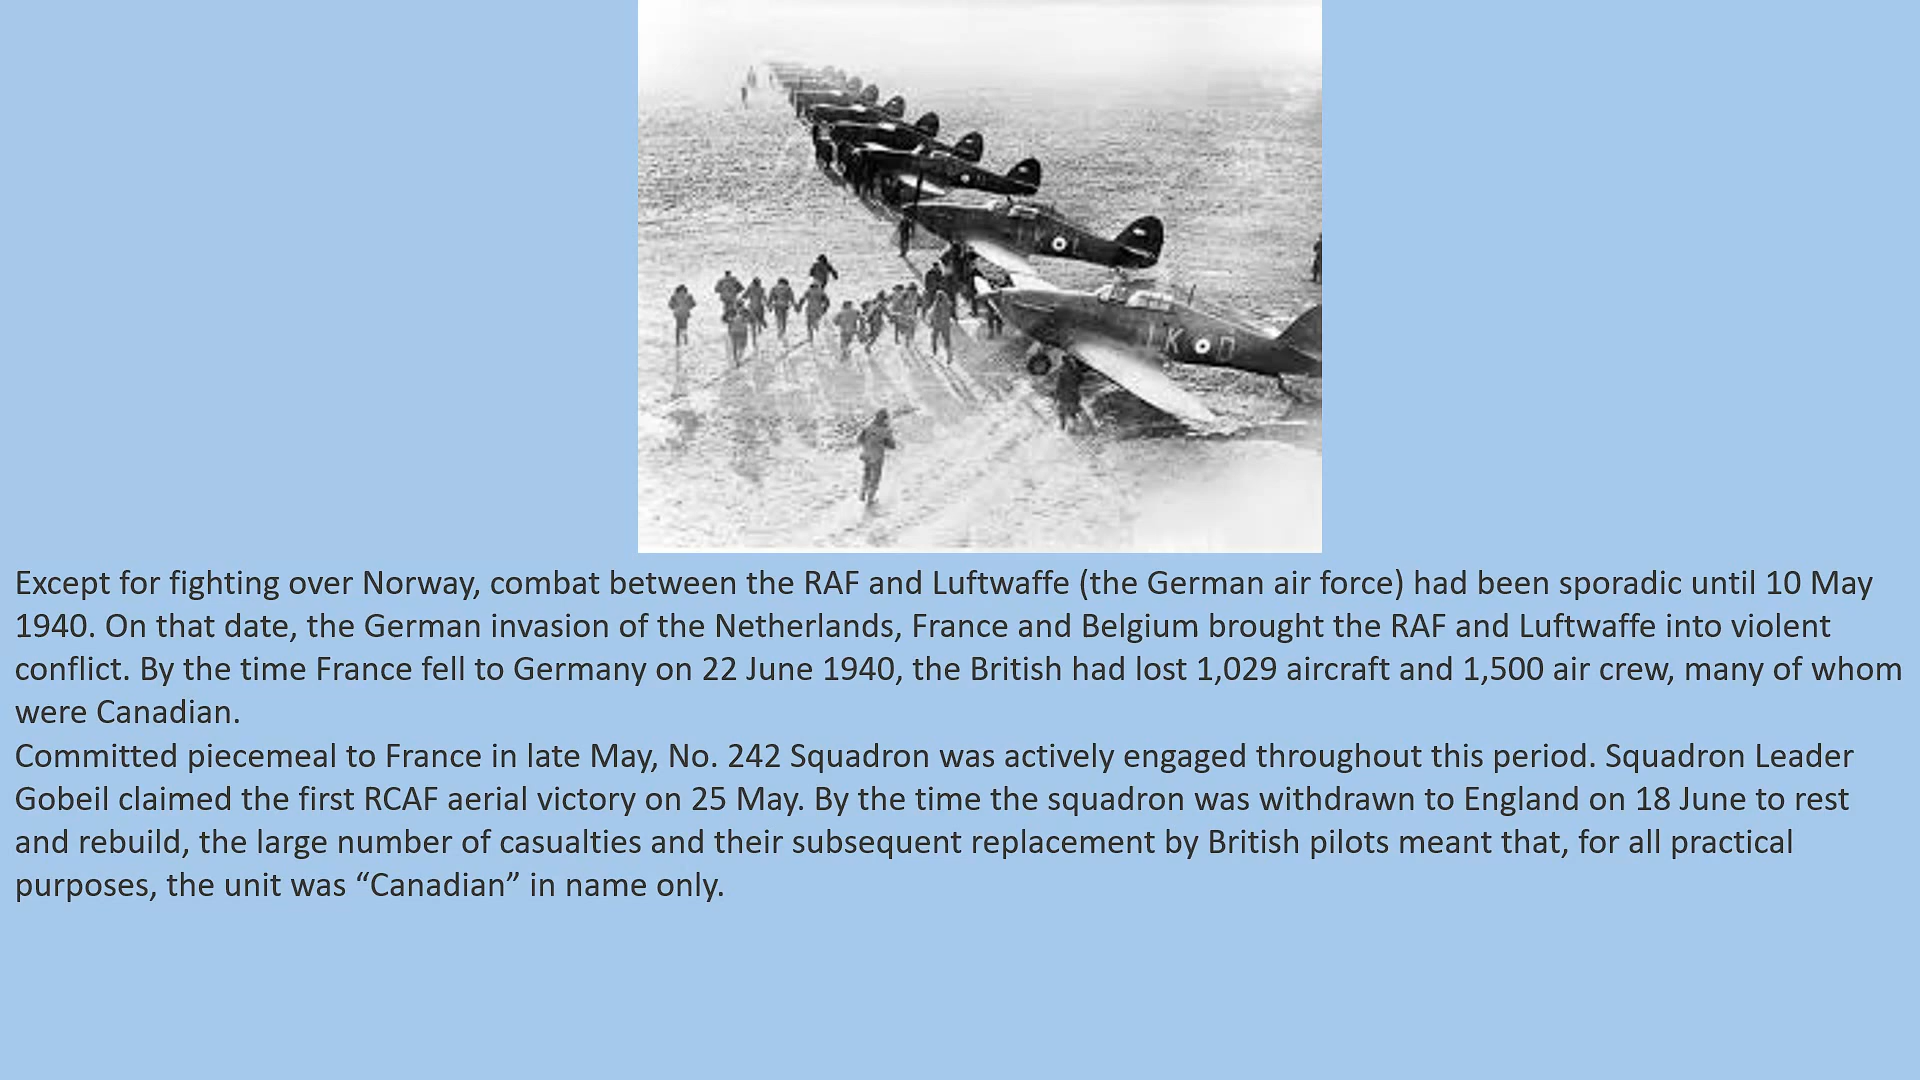 Except for fighting over Norway, combat between the RAF and Luftwaffe (the German air force) had been sporadic until 10 May
1940. On that date, the German invasion of the Netherlands, France and Belgium brought the RAF and Luftwaffe into violent
conflict. By the time France fell to Germany on 22 June 1940, the British had lost 1,029 aircraft and 1,500 air crew, many of whom
were Canadian.
Committed piecemeal to France in late May, No. 242 Squadron was actively engaged throughout this period. Squadron Leader
Gobeil claimed the first RCAF aerial victory on 25 May. By the time the squadron was withdrawn to England on 18 June to rest
and rebuild, the large number of casualties and their subsequent replacement by British pilots meant that, for all practical
purposes, the unit was “Canadian” in name only.